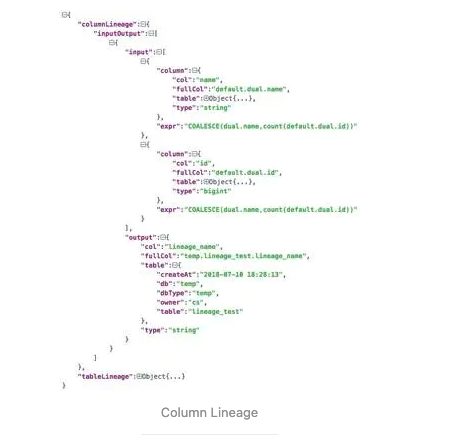 {
"columnLineage":{
"inputOutput":[
{
"input":[
{
"column":{
"col":"name",
"fullCol":"default.dual.name",
"table":Object{...},
"type":"string"
},
"expr":"COALESCE(dual.name,count(default.dual.id))"
},
{
"column":{
"col":"id",
"fullCol":"default.dual.id",
"table":Object{...},
"type":"bigint"
},
"expr":"COALESCE(dual.name,count(default.dual.id))"
}
],
"output":{
"col":"lineage_name",
"fullCol":"temp.lineage_test.lineage_name",
"table":{
"createAt":"2018-07-10 18:28:13",
"db":"temp",
"dbType":"temp",
"owner":"cs",
"table":"lineage_test"
},
"type":"string"
}
}
]
},
"tableLineage":Object{...}
}
Column Lineage